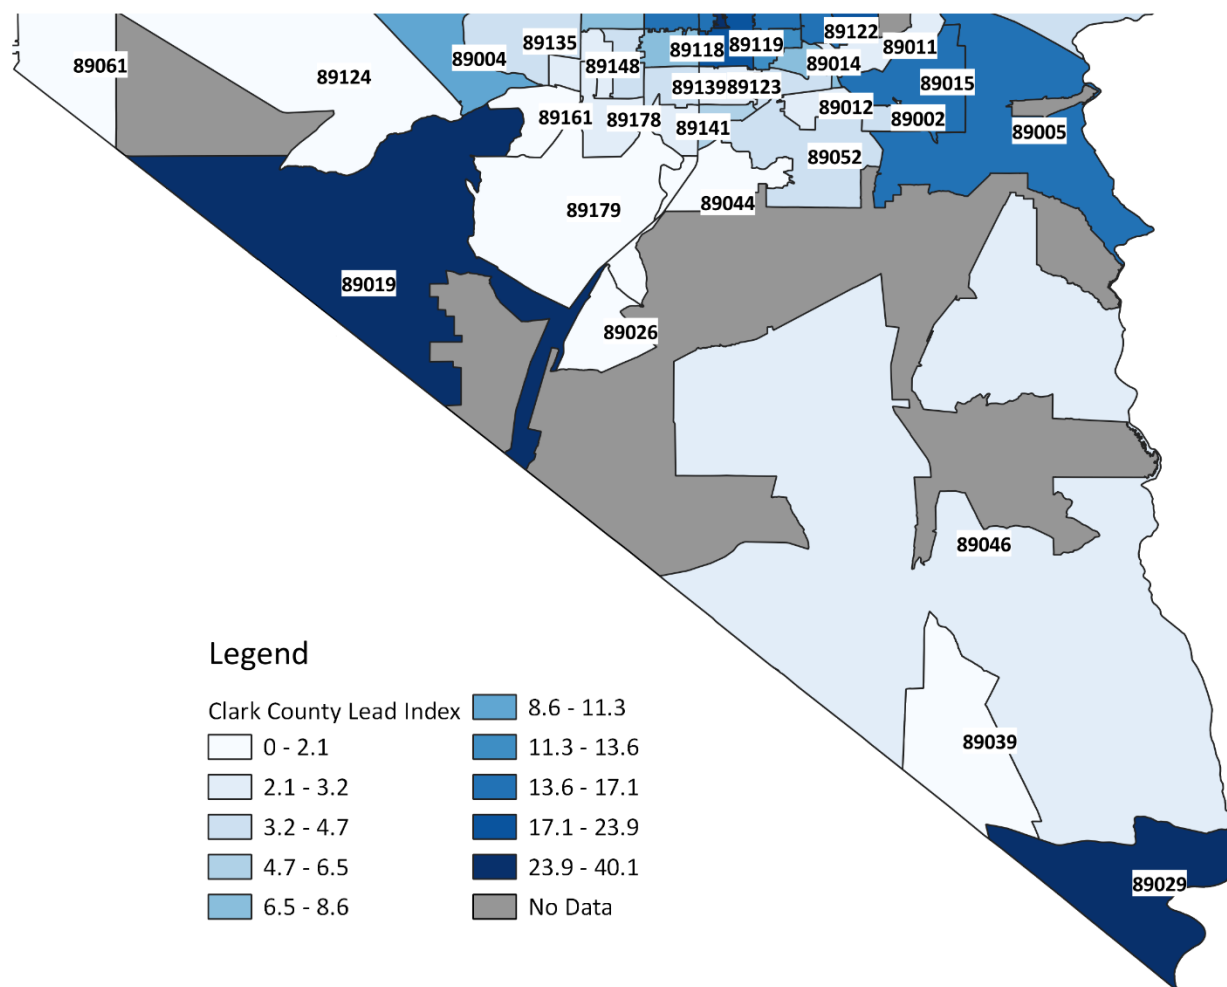 89122
89135
89118
89119
89011
89004
89061
89148
89014
89124
89015
89139
89123
89012
89161
89178
89002
89141
89005
89052
89044
89179
89019
89026
89046
Legend
Clark County Lead Index
0 - 2.1
2.1 - 3.2
3.2 - 4.7
4.7 - 6.5
6.5 - 8.6
8.6 - 11.3
11.3 - 13.6
13.6 - 17.1
17.1 - 23.9
23.9 - 40.1
No Data
89039
89029